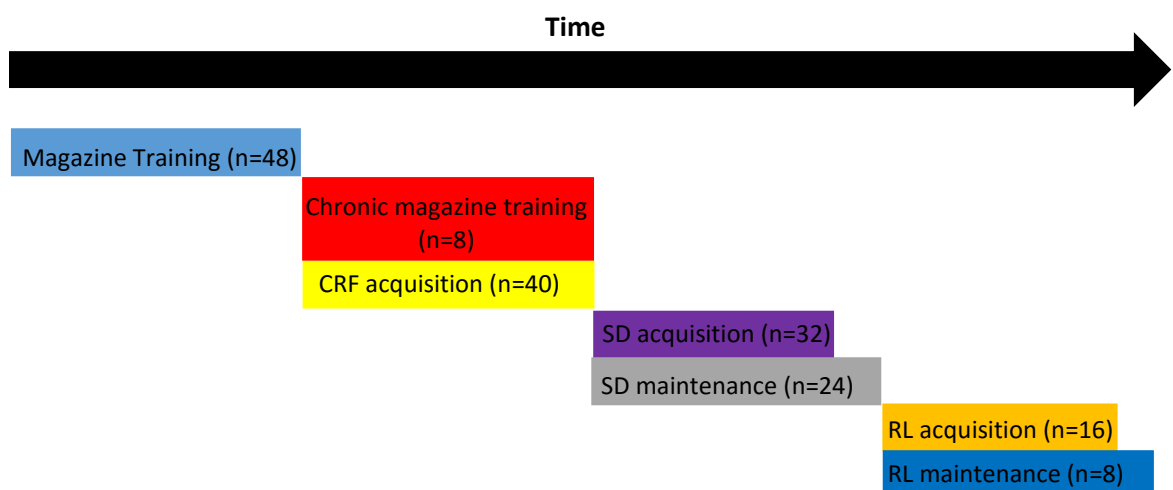 Time
Magazine Training (n=48)
Chronic magazine training
(n=8)
CRF acquisition (n=40)
SD acquisition (n=32)
SD maintenance (n=24)
RL acquisition (n=16)
RL maintenance (n=8)